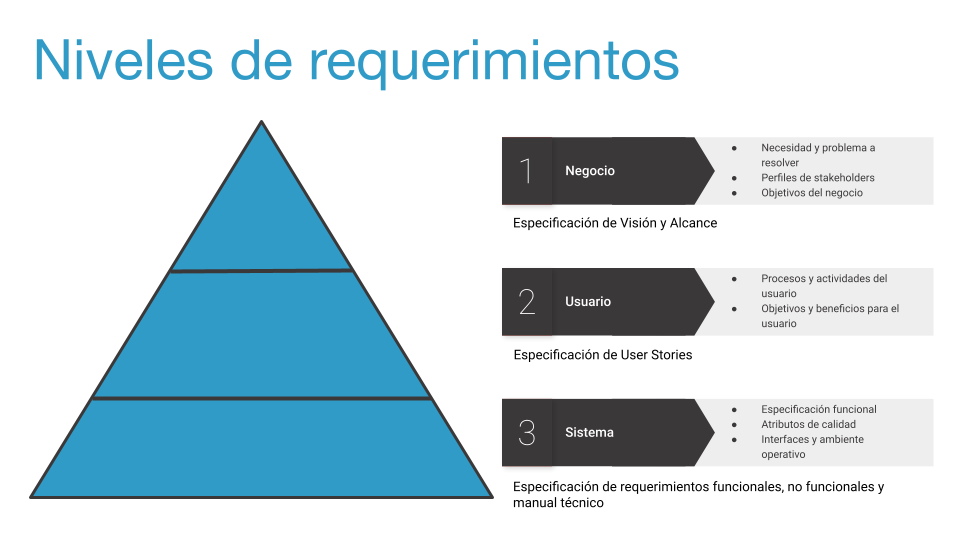 Niveles de requerimientos
1
Negocio
● Necesidad y problema a
resolver
● Perfiles de stakeholders
● Objetivos del negocio
Especificación de Visión y Alcance
2
Usuario
● Procesos y actividades del
usuario
● Objetivos y beneficios para el
usuario
Especificación de User Stories
3
Sistema
● Especificación funcional
● Atributos de calidad
● Interfaces y ambiente
operativo
Especificación de requerimientos funcionales, no funcionales y
manual técnico